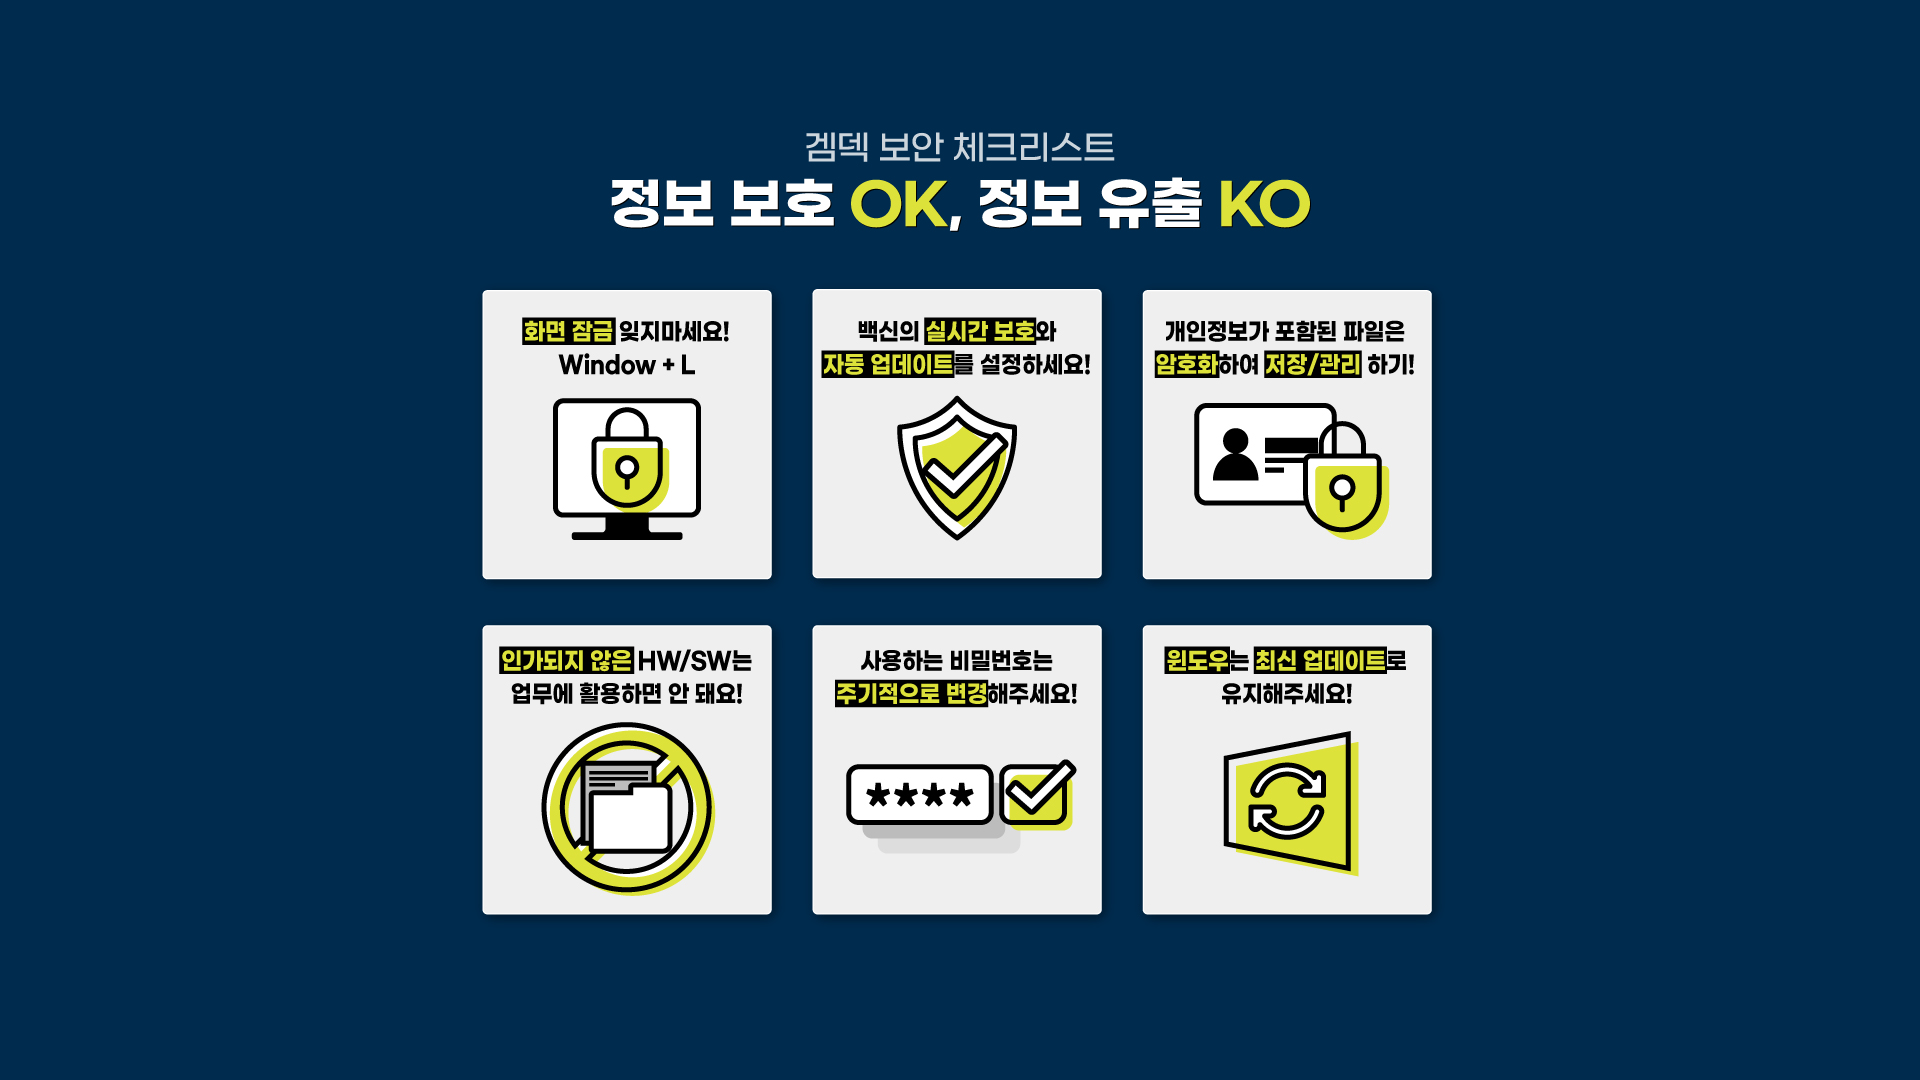 겜덱 보안 체크리스트
정보 보호 OK, 정보 유출 KO
화면 잠금 잊지마세요!
Window + L
백신의 실시간 보호와
자동 업데이트를 설정하세요!
개인정보가 포함된 파일은
암호화하여 저장/관리 하기!
인가되지 않은 HW/SW는
업무에 활용하면 안 돼요!
사용하는 비밀번호는
주기적으로 변경해주세요!
****
윈도우는 최신 업데이트로
유지해주세요!